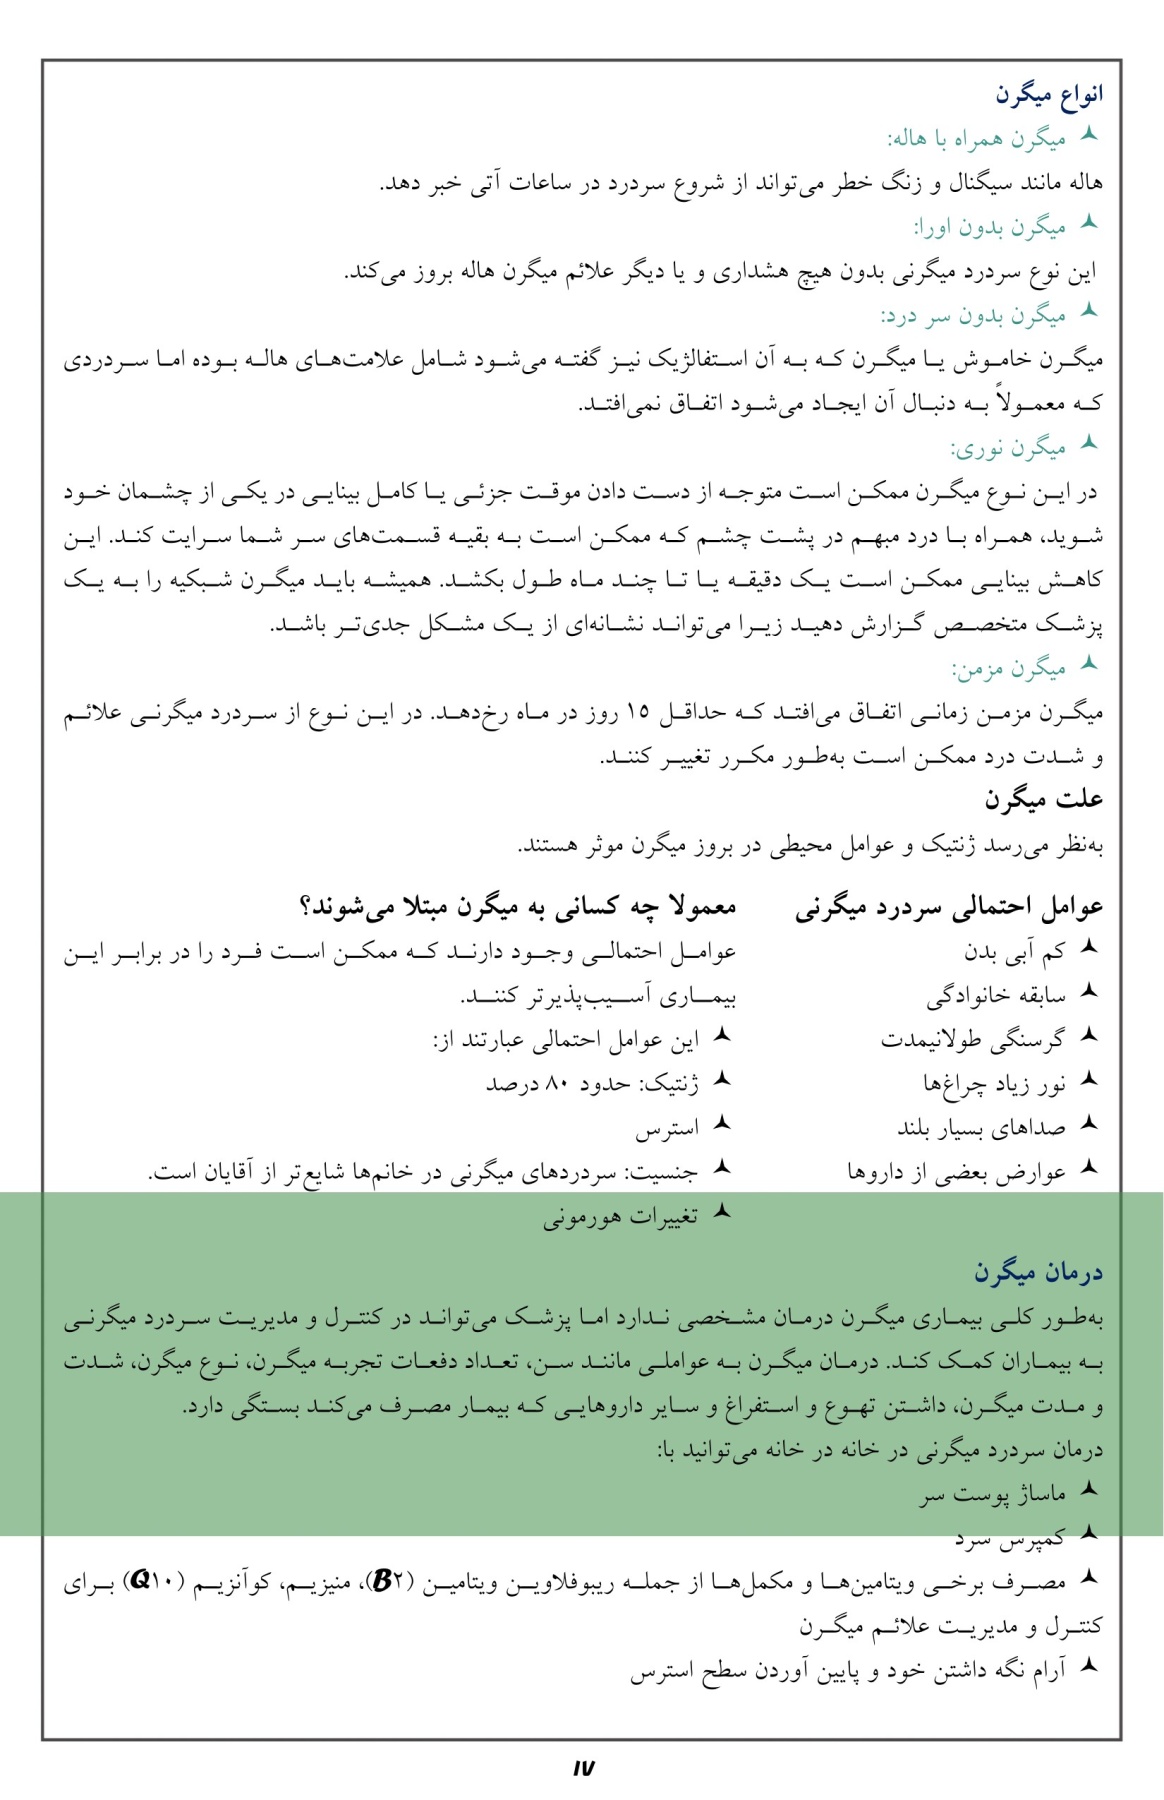 انواع میگرن
میگرن همراه با هاله:
هاله مانند سیگنال و زنگ خطر می‌تواند از شروع سردرد در ساعات آتی خبر دهد.
میگرن بدون اورا:
این نوع سردرد میگرنی بدون هیچ هشداری و یا دیگر علائم میگرن هاله بروز می‌کند.
میگرن بدون سر درد:
میگرن خاموش یا میگرن که به آن استفالژیک نیز گفته می‌شود شامل علامت‌های هاله بوده اما سردردی
که معمولاً به دنبال آن ایجاد می‌شود اتفاق نمی‌افتد.
میگرن نوری:
در این نوع میگرن ممکن است متوجه از دست دادن موقت جزئی یا کامل بینایی در یکی از چشمان خود
شوید، همراه با درد مبهم در پشت چشم که ممکن است به بقیه قسمت‌های سر شما سرایت کند. این
کاهش بینایی ممکن است یک دقیقه یا تا چند ماه طول بکشد. همیشه باید میگرن شبکیه را به یک
پزشک متخصص گزارش دهید زیرا می‌تواند نشانه‌ای از یک مشکل جدی‌تر باشد.
میگرن مزمن:
میگرن مزمن زمانی اتفاق می‌افتد که حداقل ۱۵ روز در ماه رخ‌دهد. در این نوع از سردرد میگرنی علائم
و شدت درد ممکن است به‌طور مکرر تغییر کنند.
علت میگرن
به‌نظر می‌رسد ژنتیک و عوامل محیطی در بروز میگرن موثر هستند.
عوامل احتمالی سردرد میگرنی
کم آبی بدن
سابقه خانوادگی
گرسنگی طولانیمدت
نور زیاد چراغ‌ها
صداهای بسیار بلند
عوارض بعضی از داروها
معمولا چه کسانی به میگرن مبتلا می‌شوند؟
عوامل احتمالی وجود دارند که ممکن است فرد را در برابر این
بیماری آسیب‌پذیرتر کنند.
این عوامل احتمالی عبارتند از:
ژنتیک: حدود ۸۰ درصد
استرس
جنسیت: سردردهای میگرنی در خانم‌ها شایع‌تر از آقایان است.
تغییرات هورمونی
درمان میگرن
به‌طور کلی بیماری میگرن درمان مشخصی ندارد اما پزشک می‌تواند در کنترل و مدیریت سردرد میگرنی
به بیماران کمک کند. درمان میگرن به عواملی مانند سن، تعداد دفعات تجربه میگرن، نوع میگرن، شدت
و مدت میگرن، داشتن تهوع و استفراغ و سایر داروهایی که بیمار مصرف می‌کند بستگی دارد.
درمان سردرد میگرنی در خانه در خانه می‌توانید با:
ماساژ پوست سر
کمپرس سرد
مصرف برخی ویتامین‌ها و مکمل‌ها از جمله ریبوفلاوین ویتامین (B۲)، منیزیم، کوآنزیم (Q۱۰) برای
کنترل و مدیریت علائم میگرن
آرام نگه داشتن خود و پایین آوردن سطح استرس
۱۷